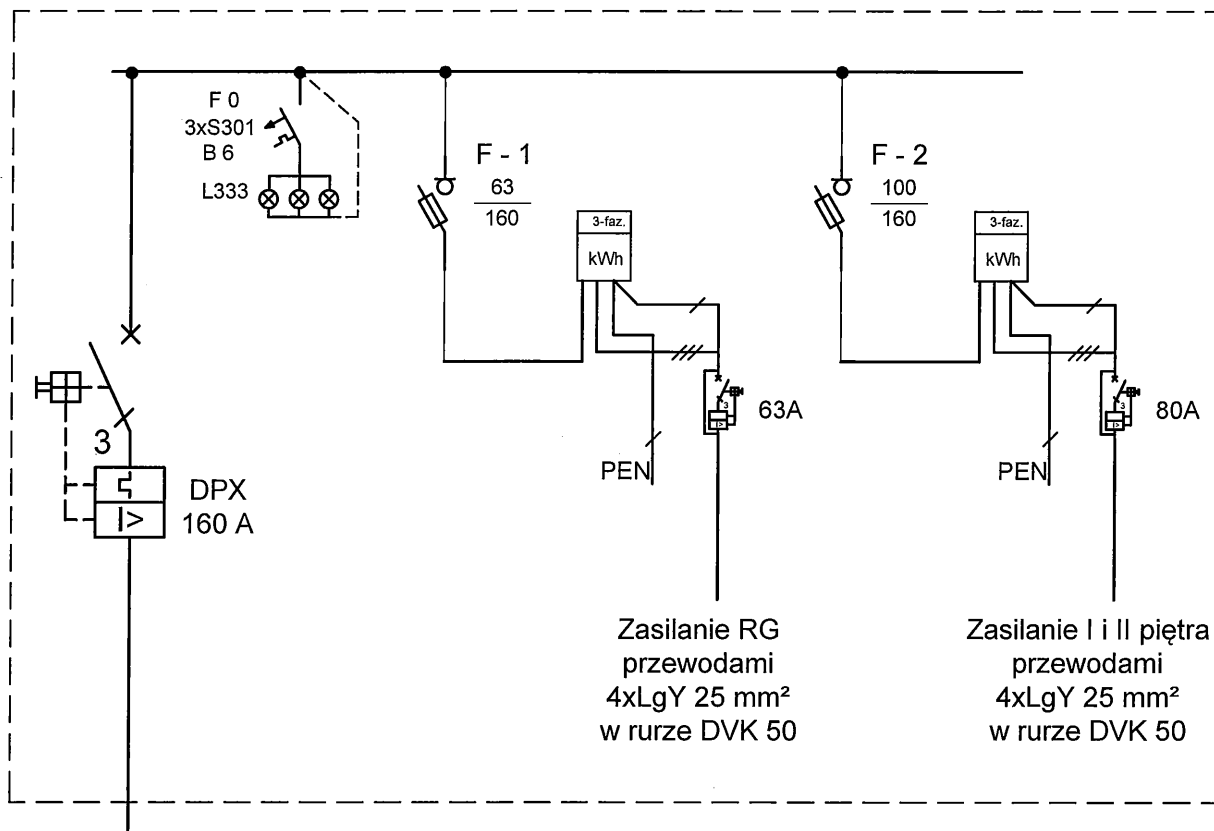 F 0
3xS301
B 6
L333
F - 1
63
160
3-faz.
kWh
F - 2
100
160
3-faz.
kWh
3
DPX
160 A
I>
PEN
3
I>
63A
PEN
3
I>
80A
Zasilanie RG
przewodami
4xLgY 25 mm²
w rurze DVK 50
Zasilanie I i II piętra
przewodami
4xLgY 25 mm²
w rurze DVK 50